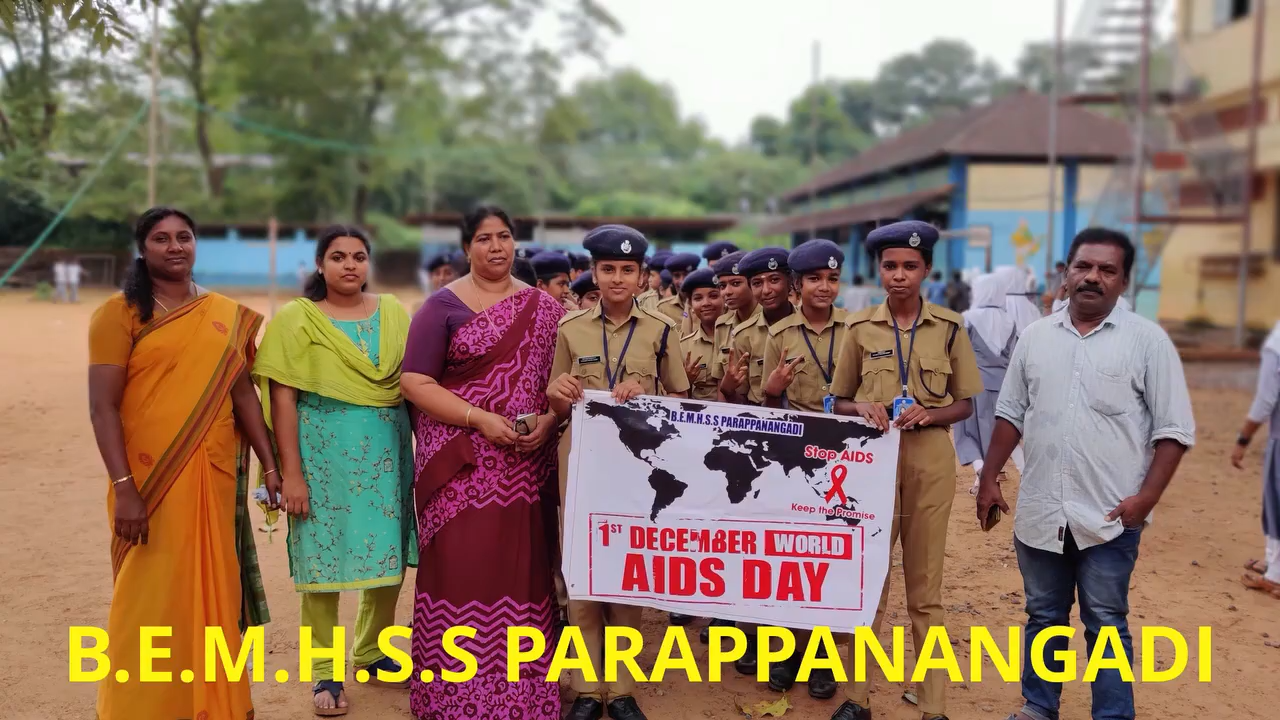 B.E.M.H.S.S PARAPPANANGADI
Stop AIDS
Keep the Promise
1ST DECEMBER WORLD
AIDS DAY
B.E.M.H.S.S PARAPPANANGADI